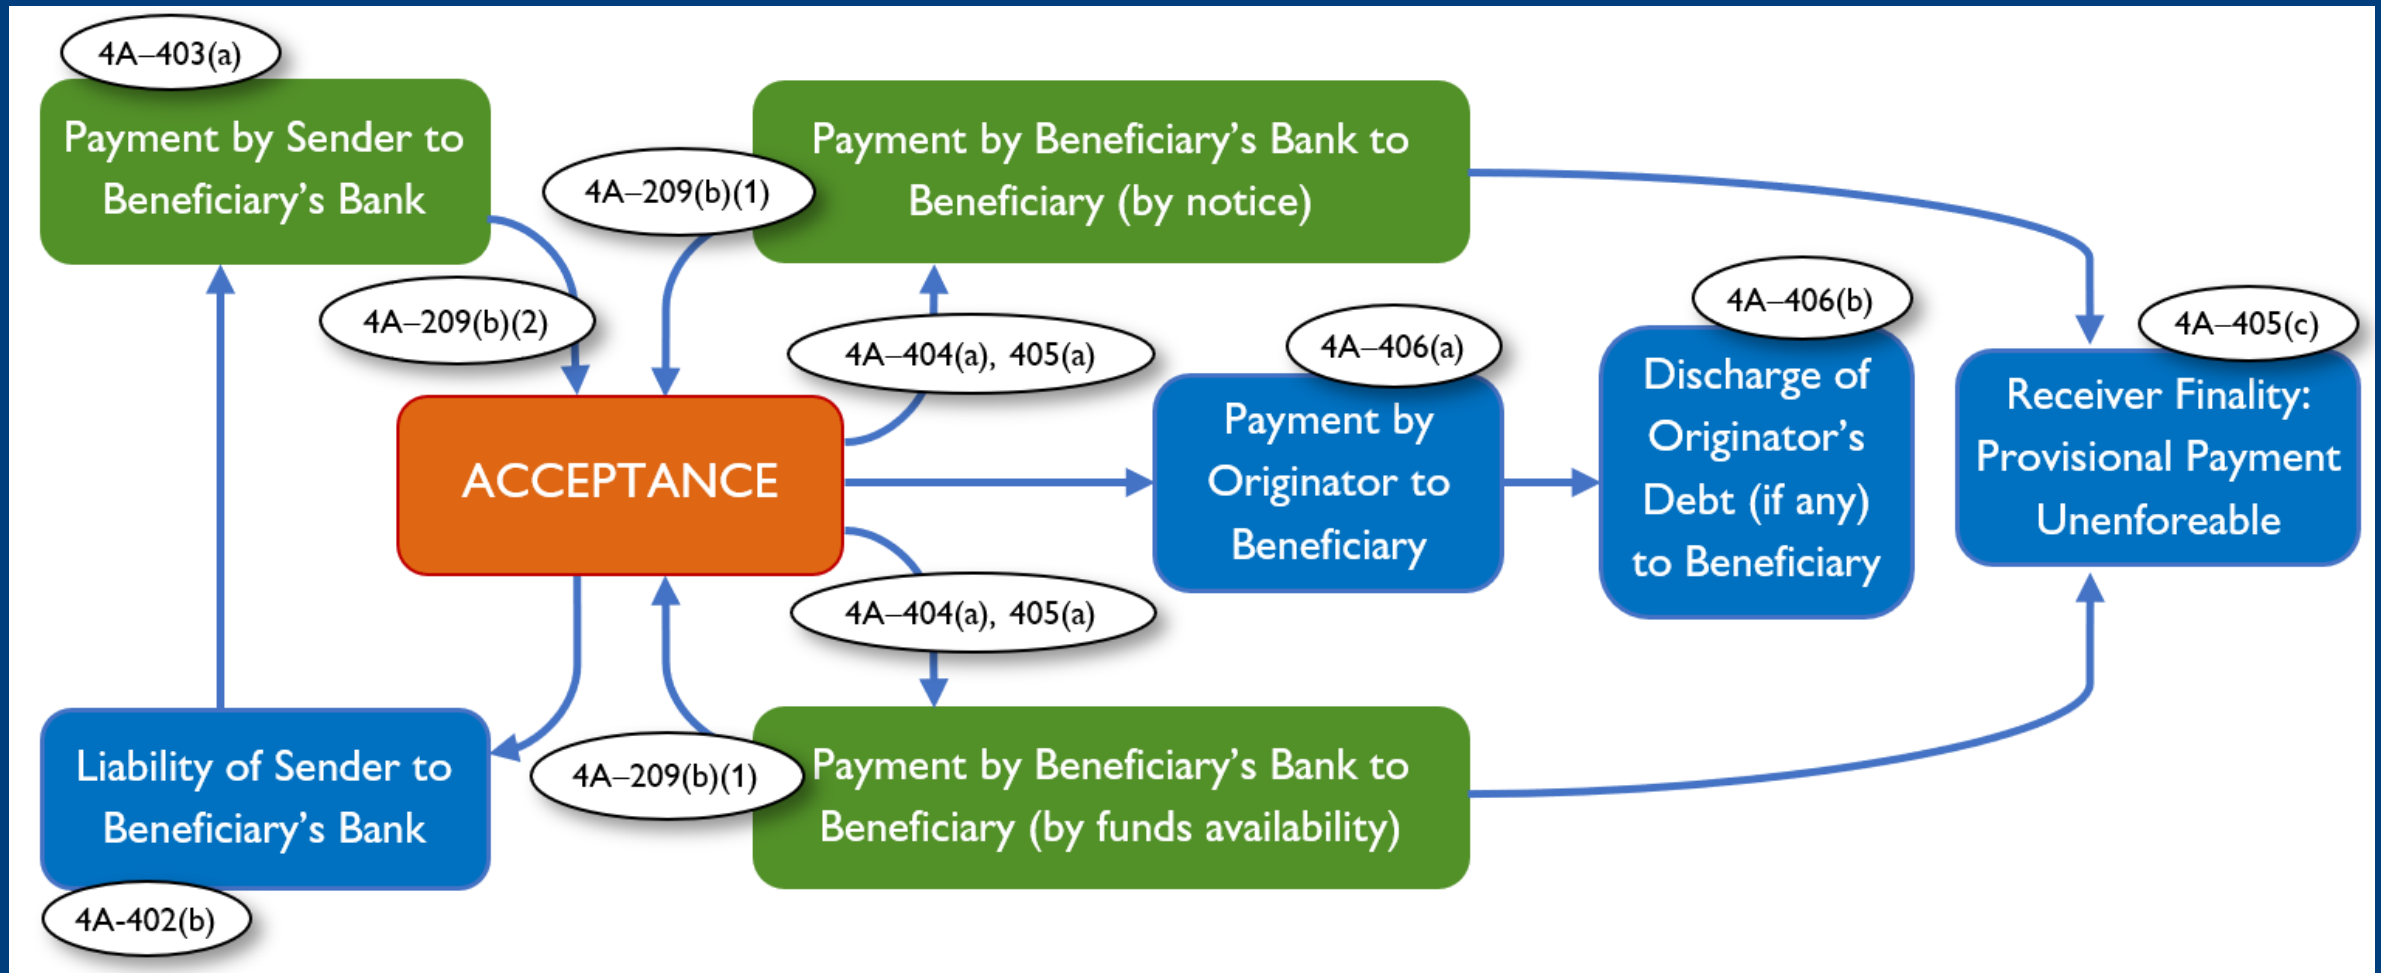 4A–403(a)
Payment by Sender to
Beneficiary’s Bank
4A–209(b)(1)
Payment by Beneficiary’s Bank to
Beneficiary (by notice)
4A–209(b)(2)
4A–404(a), 405(a)
4A–406(a)
4A–406(b)
4A–405(c)
ACCEPTANCE
Payment by
Originator to
Beneficiary
Discharge of
Originator’s
Debt (if any)
to Beneficiary
Receiver Finality:
Provisional Payment
Unenforeable
4A–404(a), 405(a)
Liability of Sender to
Beneficiary’s Bank
4A-402(b)
4A–209(b)(1)
Payment by Beneficiary’s Bank to
Beneficiary (by funds availability)